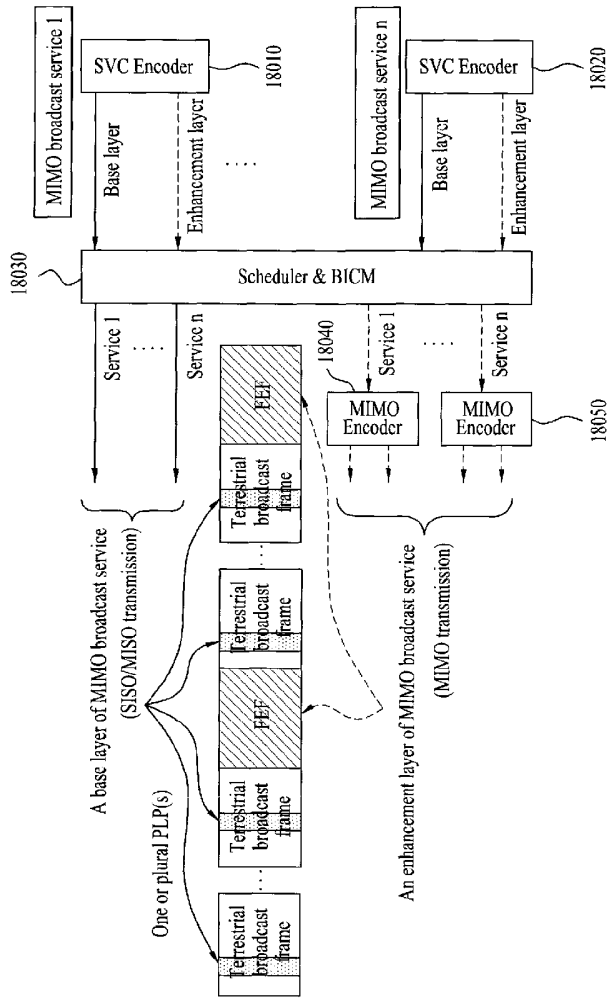 MIMO broadcast service 1
SVC Encoder
18010
Base layer
Enhancement layer
MIMO broadcast service n
SVC Encoder
18020
Base layer
Enhancement layer
18030
Scheduler & BICM
Service 1
Service n
18040
Service 1
Service n
MIMO
Encoder
MIMO
Encoder
18050
A base layer of MIMO broadcast service
(SISO/MISO transmission)
One or plural PLP(s)
Terrestrial
broadcast
frame
Terrestrial
broadcast
frame
FEF
Terrestrial
broadcast
frame
Terrestrial
broadcast
frame
FEF
An enhancement layer of MIMO broadcast service
(MIMO transmission)